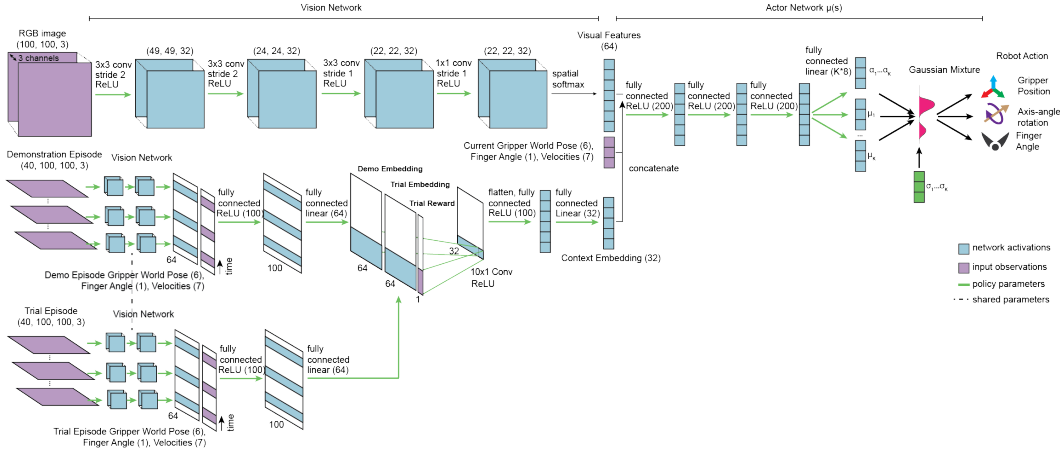 Vision Network
Actor Network μ(s)
RGB image
(100, 100, 3)
3 channels
3x3 conv
stride 2
ReLU
(49, 49, 32)
3x3 conv
stride 2
ReLU
(24, 24, 32)
3x3 conv
stride 1
ReLU
(22, 22, 32)
1x1 conv
stride 1
ReLU
(22, 22, 32)
spatial
softmax
Visual Features
(64)
Current Gripper World Pose (6),
Finger Angle (1), Velocities (7)
fully
connected
ReLU (200)
fully
connected
ReLU (200)
fully
connected
ReLU (200)
fully
connected
linear (K*8)
α₁...αₖ
μ₁
...
μₖ
Gaussian Mixture
σ₁...σₖ
Robot Action
Gripper
Position
Axis-angle
rotation
Finger
Angle
concatenate
Demonstration Episode
(40, 100, 100, 3)
Vision Network
64
time
Demo Episode Gripper World Pose (6),
Finger Angle (1), Velocities (7)
fully
connected
ReLU (100)
100
fully
connected
linear (64)
Demo Embedding
Trial Embedding
Trial Reward
64
64
1
32
10x1 Conv
ReLU
flatten, fully
connected
ReLU (100)
fully
connected
Linear (32)
Context Embedding (32)
network activations
input observations
policy parameters
shared parameters
Trial Episode
(40, 100, 100, 3)
Vision Network
64
time
Trial Episode Gripper World Pose (6),
Finger Angle (1), Velocities (7)
fully
connected
ReLU (100)
100
fully
connected
linear (64)